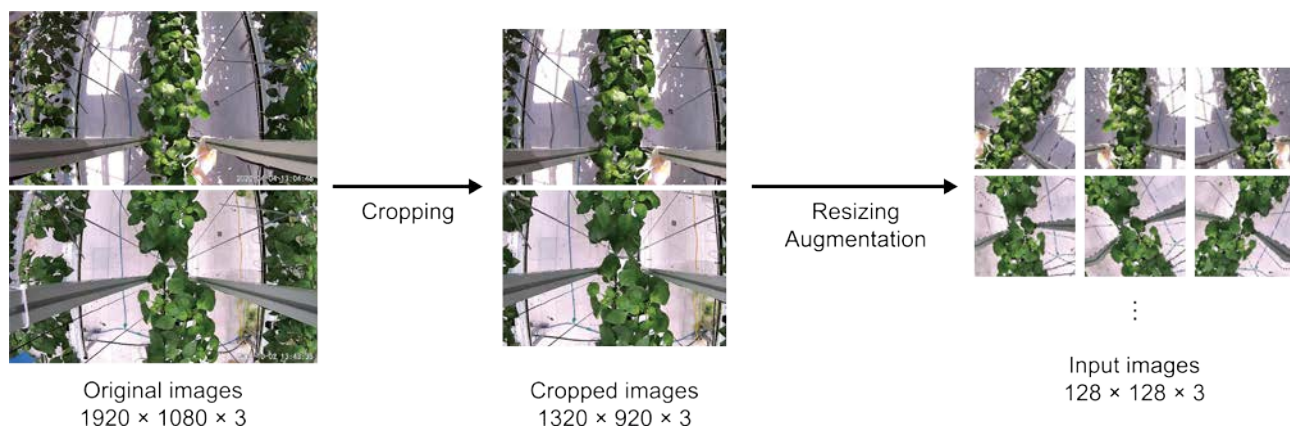 Cropping
Resizing
Augmentation
Original images
1920 × 1080 × 3
Cropped images
1320 × 920 × 3
⋮
Input images
128 × 128 × 3